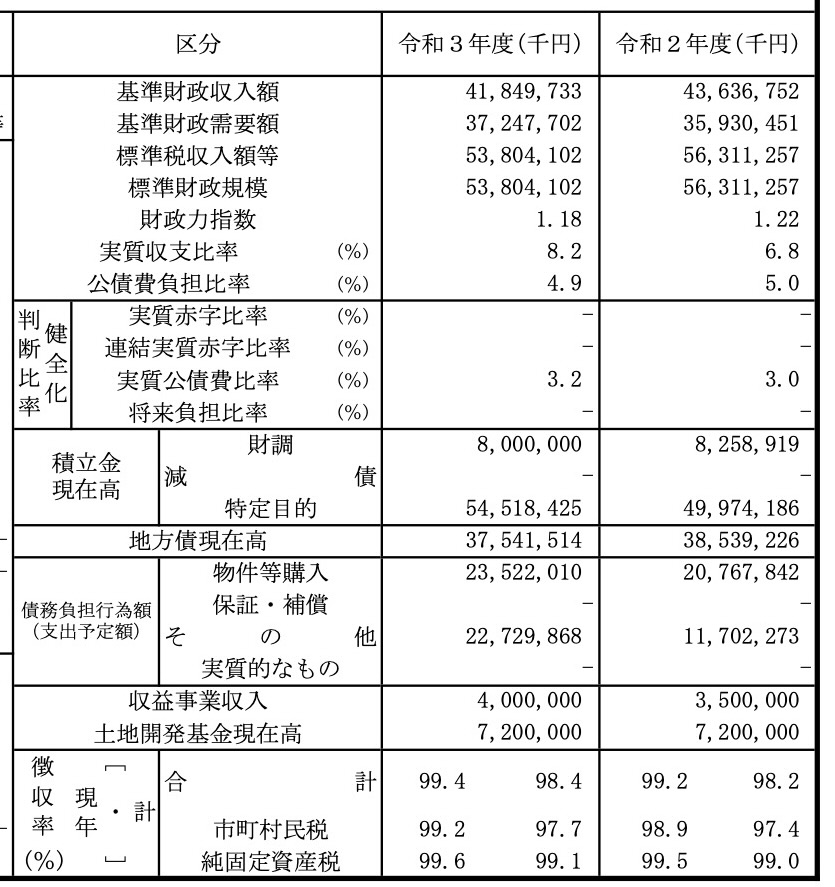 区分 令和３年度(千円) 令和２年度(千円)
基準財政収入額 41,849,733 43,636,752
基準財政需要額 37,247,702 35,930,451
標準税収入額等 53,804,102 56,311,257
標準財政規模 53,804,102 56,311,257
財政力指数 1.18 1.22
実質収支比率 (%) 8.2 6.8
公債費負担比率 (%) 4.9 5.0
健全化判断比率
実質赤字比率 (%) － －
連結実質赤字比率 (%) － －
実質公債費比率 (%) 3.2 3.0
将来負担比率 (%) － －
積立金
現在高
財調 8,000,000 8,258,919
減債 － －
特定目的 54,518,425 49,974,186
地方債現在高 37,541,514 38,539,226
債務負担行為額
(支出予定額)
物件等購入 23,522,010 20,767,842
保証・補償 － －
その他 22,729,868 11,702,273
実質的なもの － －
収益事業収入 4,000,000 3,500,000
土地開発基金現在高 7,200,000 7,200,000
徴収率(%) [現年・計]
合計 99.4 98.4 99.2 98.2
市町村民税 99.2 97.7 98.9 97.4
純固定資産税 99.6 99.1 99.5 99.0